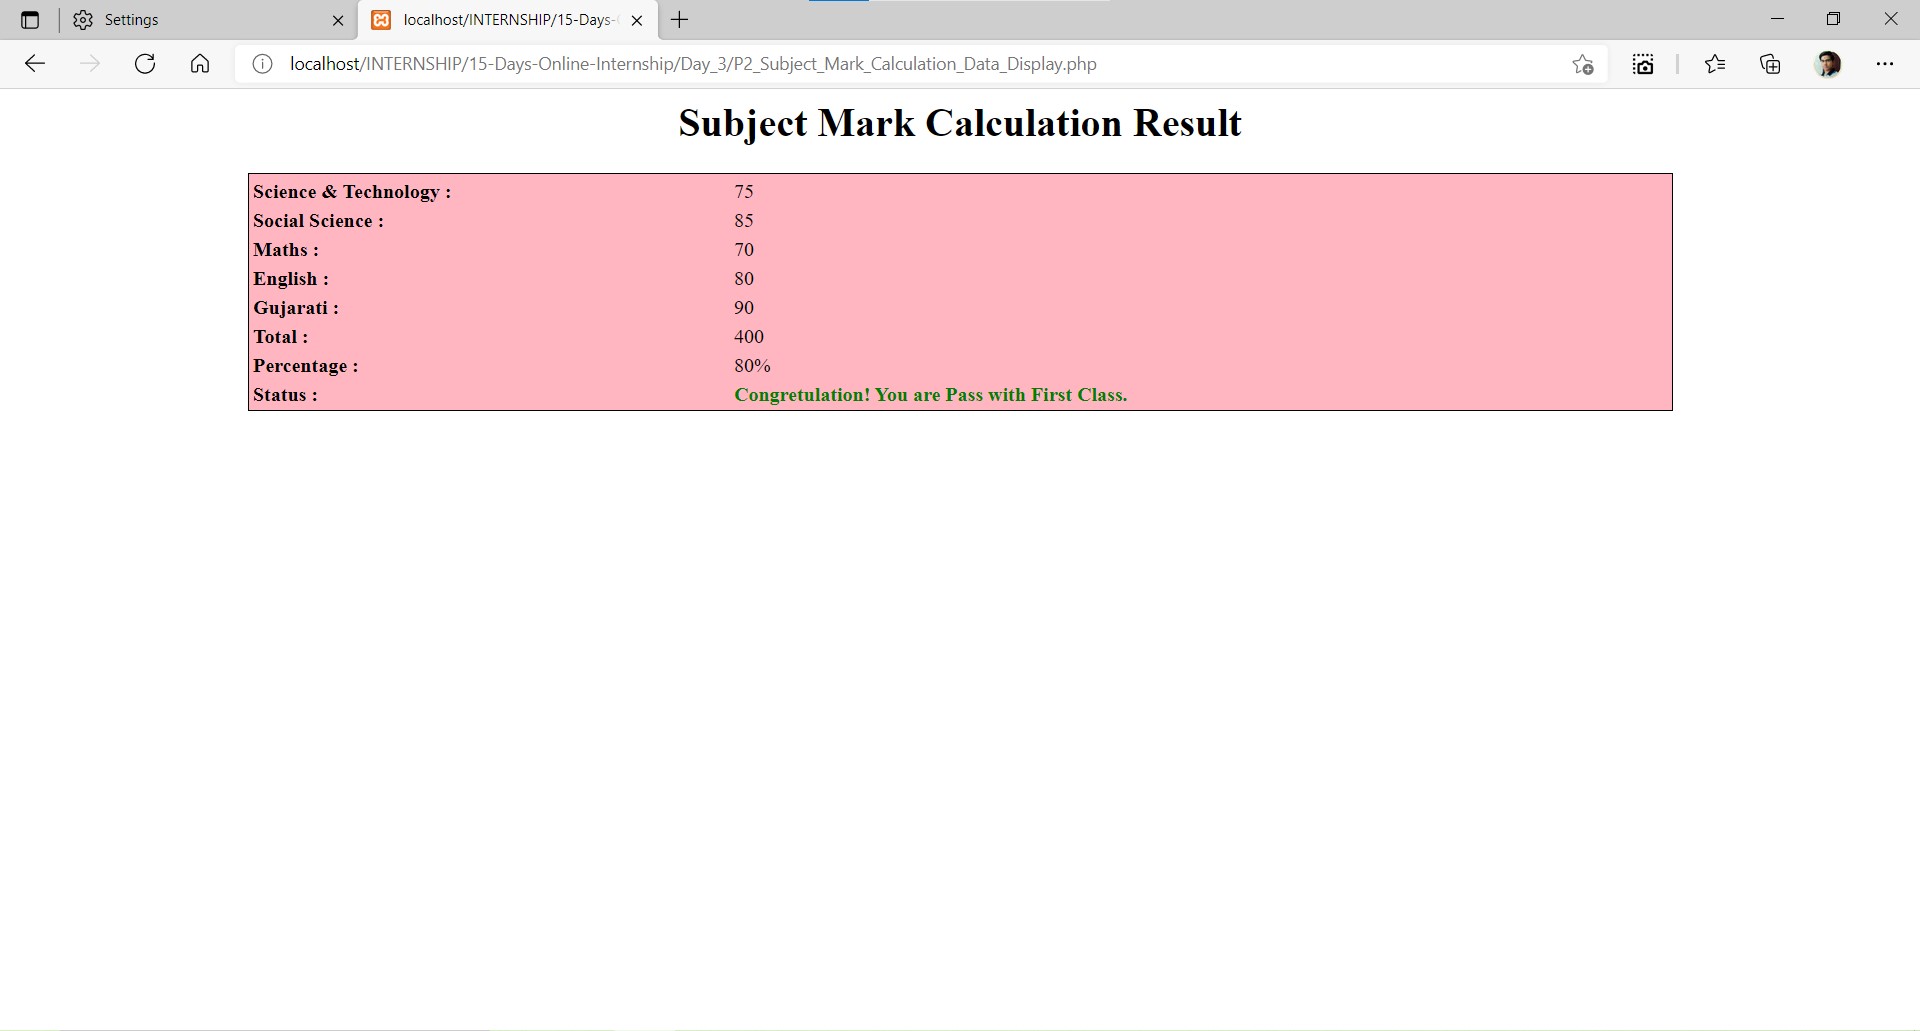 Settings
localhost/INTERNSHIP/15-Days-
localhost/INTERNSHIP/15-Days-Online-Internship/Day_3/P2_Subject_Mark_Calculation_Data_Display.php
Subject Mark Calculation Result
Science & Technology : 75
Social Science : 85
Maths : 70
English : 80
Gujarati : 90
Total : 400
Percentage : 80%
Status : Congretulation! You are Pass with First Class.